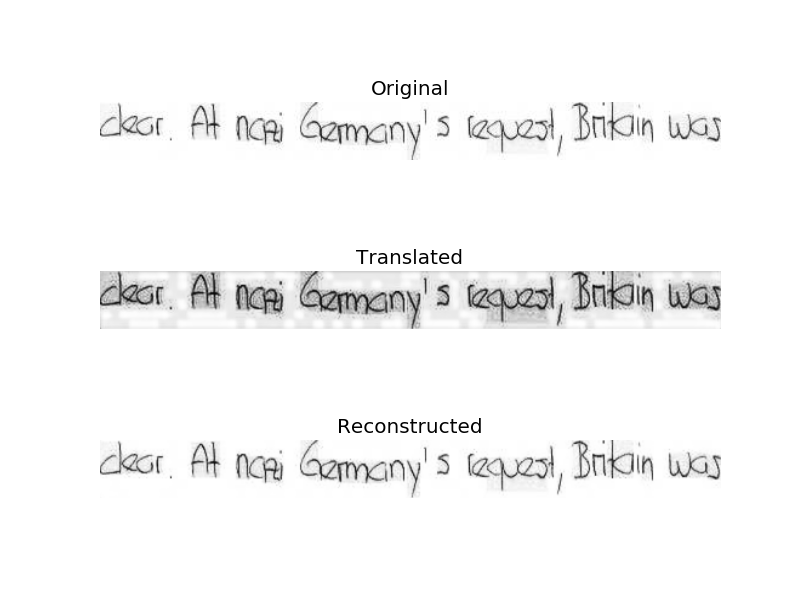 Original
clear. At nazi Germany's request, Britain was
Translated
clear. At nazi Germany's request, Britain was
Reconstructed
clear. At nazi Germany's request, Britain was